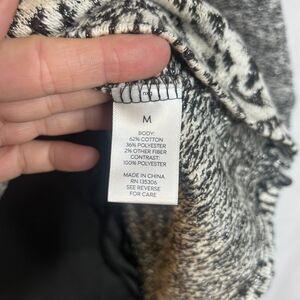 M
BODY:
62% COTTON
36% POLYESTER
2% OTHER FIBER
CONTRAST:
100% POLYESTER
MADE IN CHINA
RN 135306
SEE REVERSE
FOR CARE